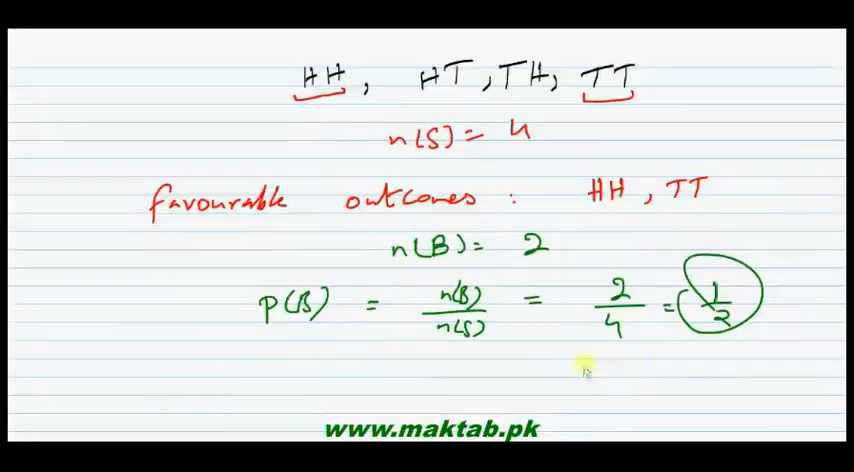 HH, HT, TH, TT
n(S) = 4
favourable outcomes : HH, TT
n(B) = 2
P(B) = n(B)/n(S) = 2/4 = 1/2
www.maktab.pk